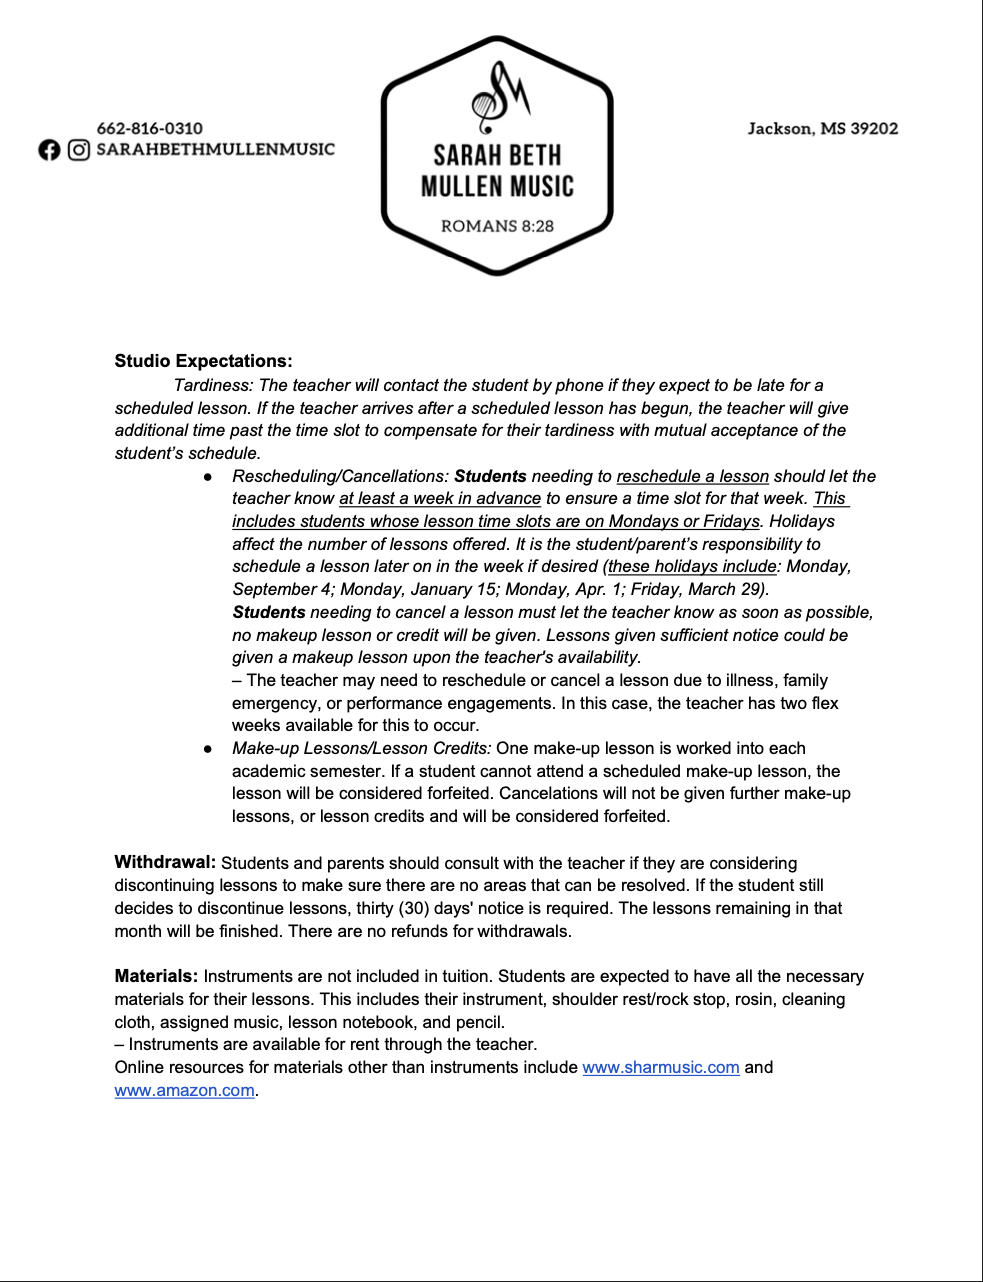 662-816-0310
SARAHBETHMULLENMUSIC
SARAH BETH
MULLEN MUSIC
ROMANS 8:28
Jackson, MS 39202
Studio Expectations:
Tardiness: The teacher will contact the student by phone if they expect to be late for a
scheduled lesson. If the teacher arrives after a scheduled lesson has begun, the teacher will give
additional time past the time slot to compensate for their tardiness with mutual acceptance of the
student's schedule.
● Rescheduling/Cancellations: Students needing to reschedule a lesson should let the
teacher know at least a week in advance to ensure a time slot for that week. This
includes students whose lesson time slots are on Mondays or Fridays. Holidays
affect the number of lessons offered. It is the student/parent's responsibility to
schedule a lesson later on in the week if desired (these holidays include: Monday,
September 4; Monday, January 15; Monday, Apr. 1; Friday, March 29).
Students needing to cancel a lesson must let the teacher know as soon as possible,
no makeup lesson or credit will be given. Lessons given sufficient notice could be
given a makeup lesson upon the teacher's availability.
– The teacher may need to reschedule or cancel a lesson due to illness, family
emergency, or performance engagements. In this case, the teacher has two flex
weeks available for this to occur.
● Make-up Lessons/Lesson Credits: One make-up lesson is worked into each
academic semester. If a student cannot attend a scheduled make-up lesson, the
lesson will be considered forfeited. Cancelations will not be given further make-up
lessons, or lesson credits and will be considered forfeited.
Withdrawal: Students and parents should consult with the teacher if they are considering
discontinuing lessons to make sure there are no areas that can be resolved. If the student still
decides to discontinue lessons, thirty (30) days' notice is required. The lessons remaining in that
month will be finished. There are no refunds for withdrawals.
Materials: Instruments are not included in tuition. Students are expected to have all the necessary
materials for their lessons. This includes their instrument, shoulder rest/rock stop, rosin, cleaning
cloth, assigned music, lesson notebook, and pencil.
– Instruments are available for rent through the teacher.
Online resources for materials other than instruments include www.sharmusic.com and
www.amazon.com.